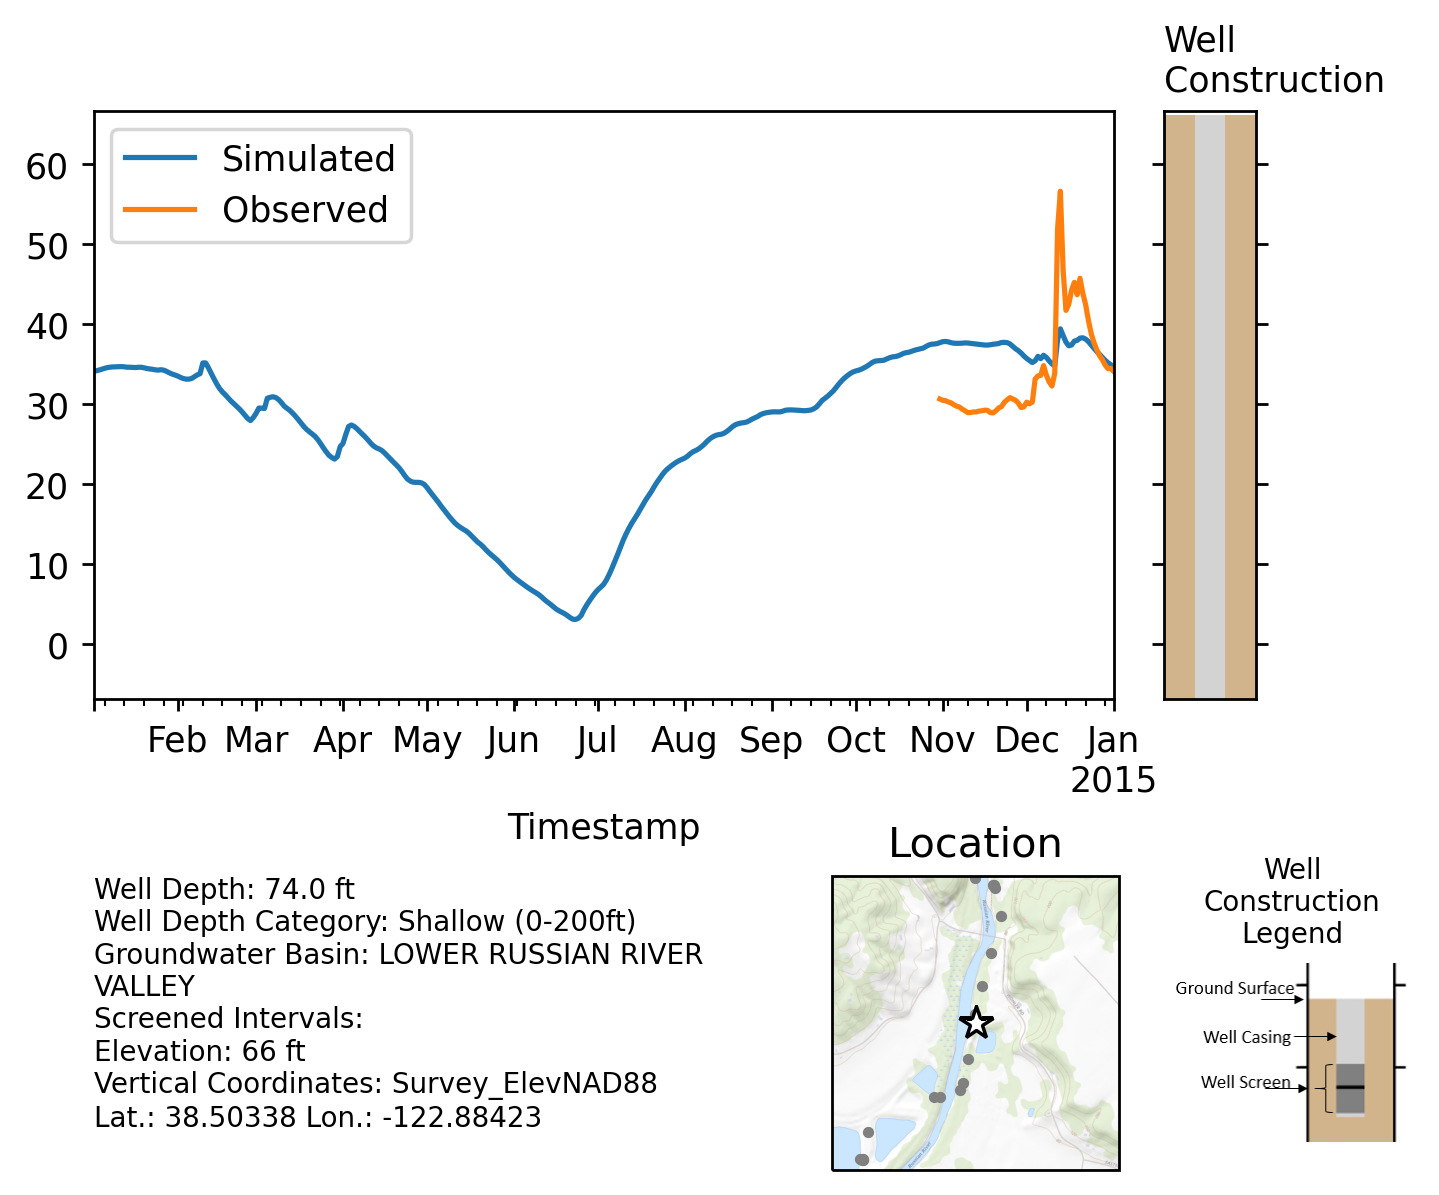 Well
Construction
Simulated
Observed
60
50
40
30
20
10
0
Feb Mar Apr May Jun Jul Aug Sep Oct Nov Dec Jan
2015
Timestamp
Well Depth: 74.0 ft
Well Depth Category: Shallow (0-200ft)
Groundwater Basin: LOWER RUSSIAN RIVER
VALLEY
Screened Intervals:
Elevation: 66 ft
Vertical Coordinates: Survey_ElevNAD88
Lat.: 38.50338 Lon.: -122.88423
Location
Well
Construction
Legend
Ground Surface
Well Casing
Well Screen